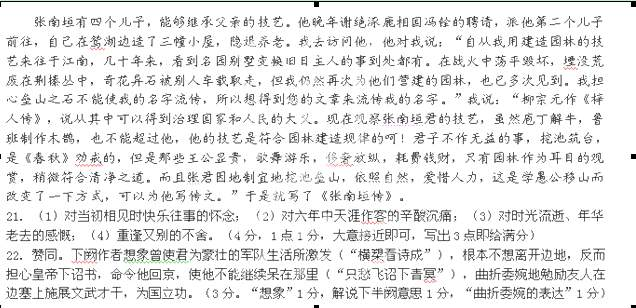 张南垣有四个儿子，能够继承父亲的技艺。他晚年谢绝涿鹿相国冯铨的聘请，派他第二个儿子
前往，自己在鸳湖边造了三幢小屋，隐退养老。我去访问他，他对我说：“自从我用建造园林的技
艺来往于江南，几十年来，看到名园别墅变换旧日主人的事到处都有。在战火中荡平毁坏，埋没荒
废在荆榛丛中，奇花异石被别人车载取走，但我仍然再次为他们营建的园林，也已多次见到。我担
心叠山之石不能使我的名字流传，所以想得到您的文章来流传我的名字。”我说：“柳宗元作《梓
人传》，说从其中可以得到治理国家和人民的大义。现在观察张南垣君的技艺，虽然庖丁解牛，鲁
班制作木鹊，也不能超过他，他的技艺是符合园林建造规律的呵！君子不作无益的事，挖池筑台，
是《春秋》劝戒的，但是那些王公显贵，歌舞游乐，侈奢放纵，耗费钱财，只有园林作为耳目的观
赏，稍微符合清净之道。而且张君因地制宜地挖池叠山，依照自然，爱惜人力，这是学愚公移山而
改变了一下方式，可以为他写传文。”于是就写了《张南垣传》。
21. （1）对当初相见时快乐往事的怀念；（2）对六年中天涯作客的辛酸沉痛；（3）对时光流逝、年华
老去的感慨；（4）重逢又别的不舍。（4分，1点1分，大意接近即可，写出3点即给满分）
22. 赞同。下阕作者想象曾使君为豪壮的军队生活所激发（“横槊看诗成”），根本不想离开边地，反而
担心皇帝下诏书，命令他回京，使他不能继续呆在那里（“只愁飞诏下青冥”），曲折委婉地勉励友人在
边塞上施展文武才干，为国立功。（3分。“想象”1分，解说下半阕意思1分，“曲折委婉的表达”1分）